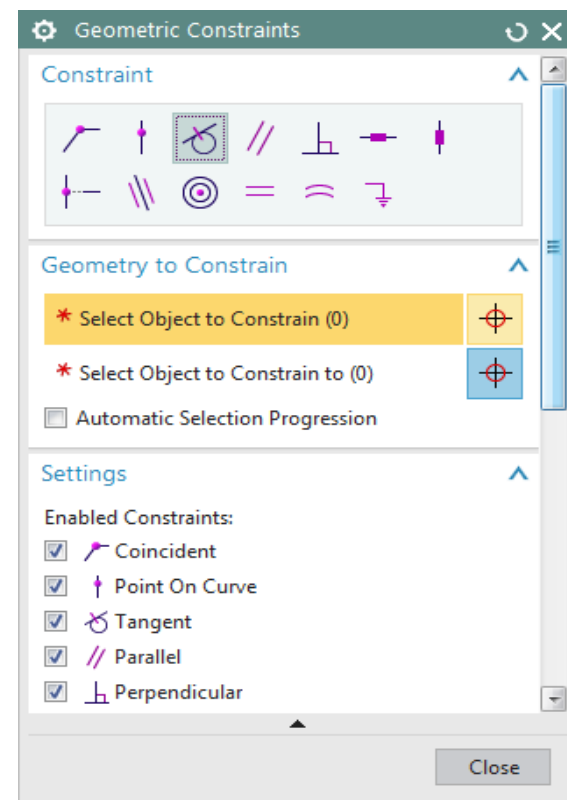 Geometric Constraints
Constraint
Geometry to Constrain
* Select Object to Constrain (0)
* Select Object to Constrain to (0)
Automatic Selection Progression
Settings
Enabled Constraints:
Coincident
Point On Curve
Tangent
Parallel
Perpendicular
Close